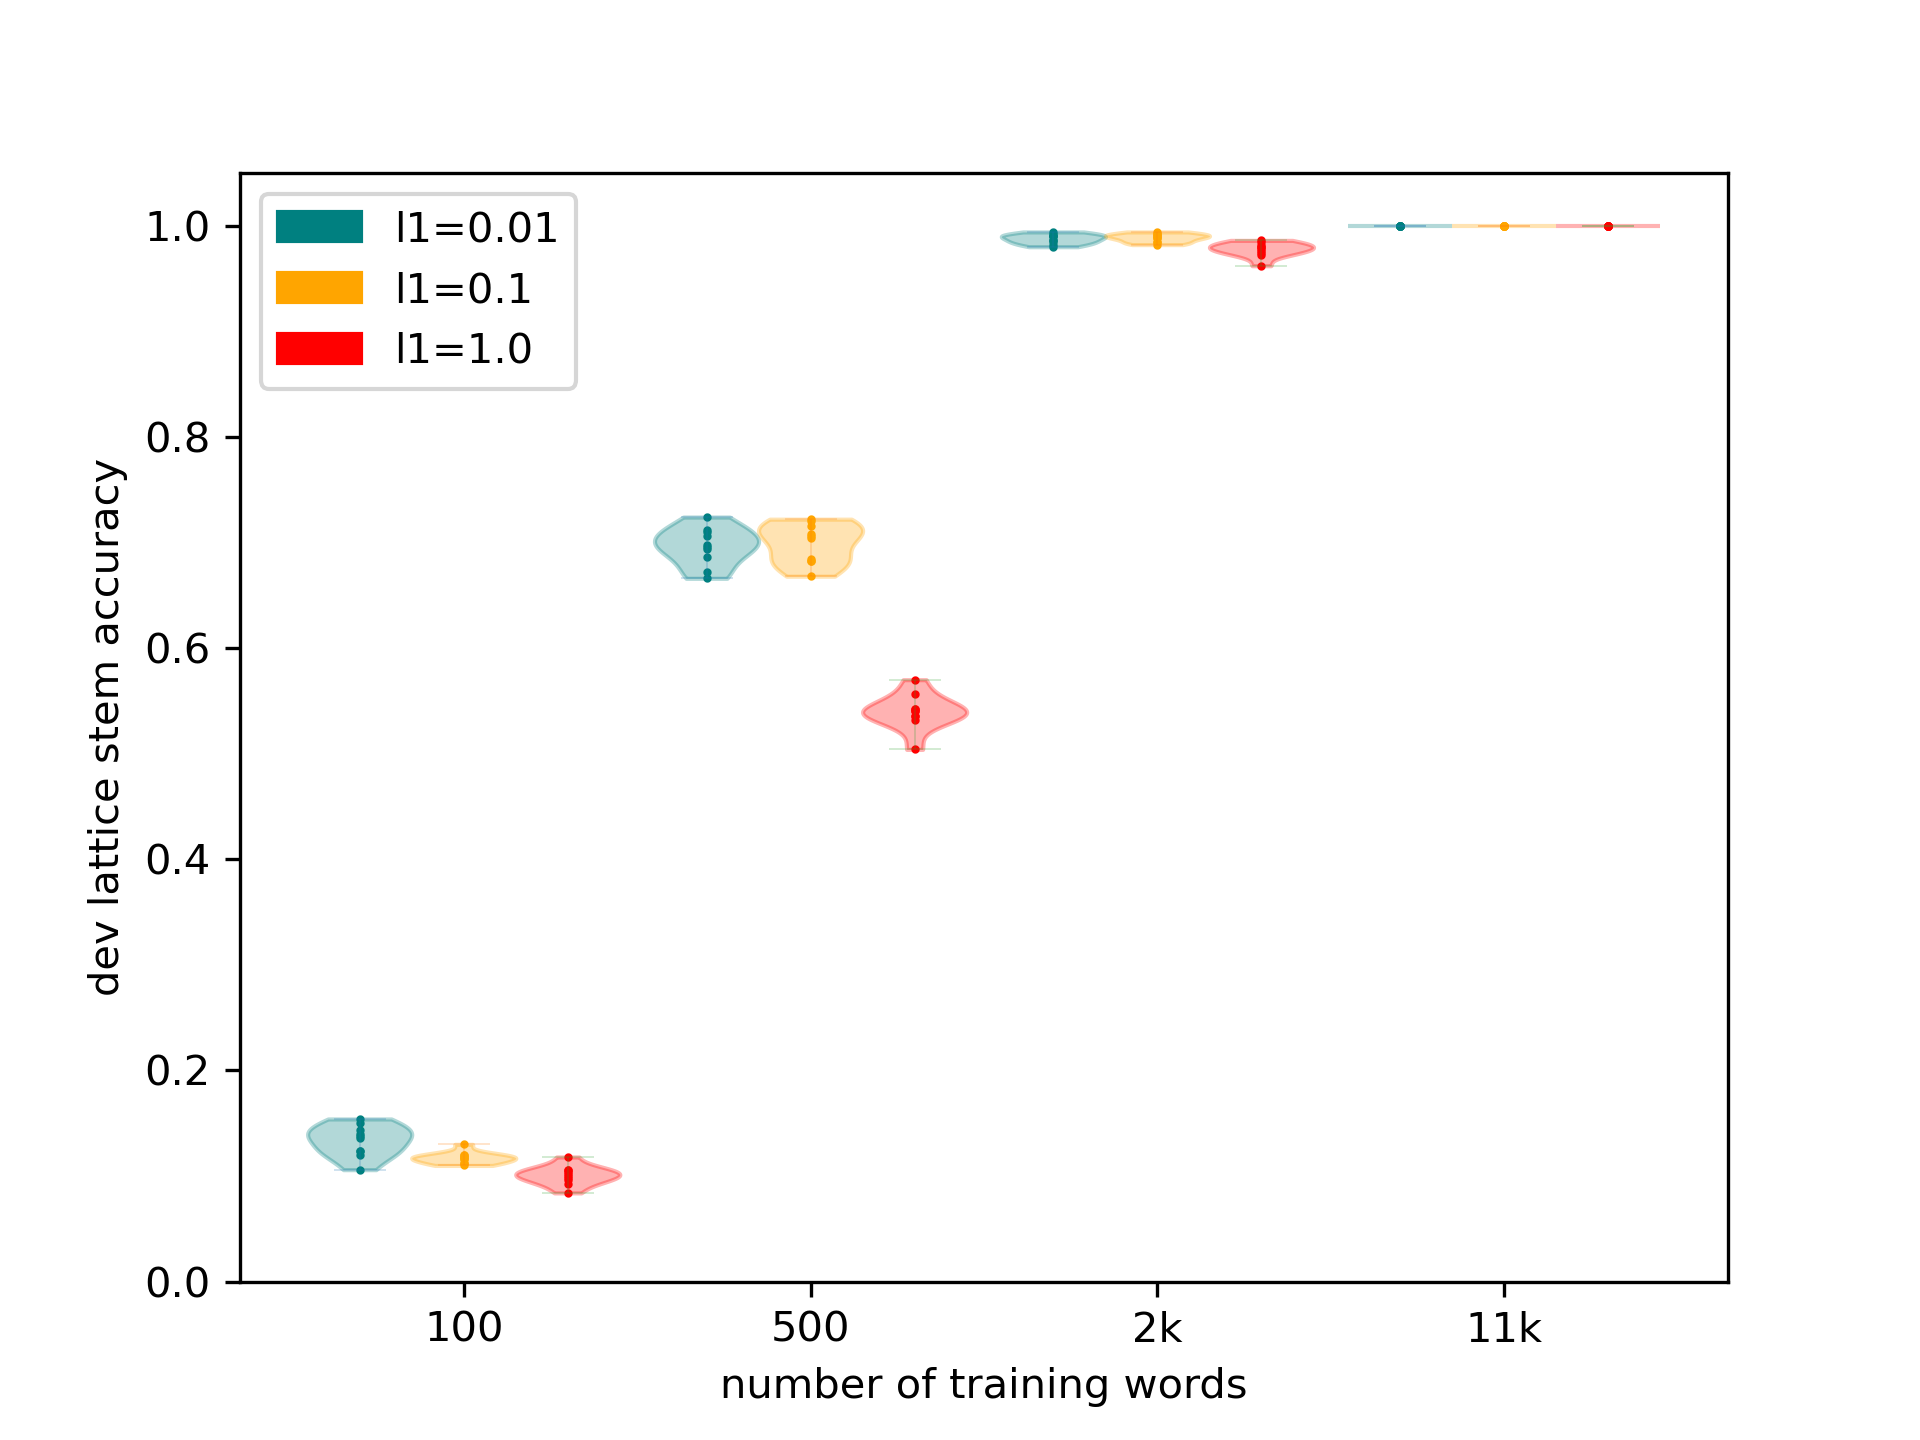 l1=0.01
l1=0.1
l1=1.0
1.0
0.8
0.6
0.4
0.2
0.0
dev lattice stem accuracy
100 500 2k 11k
number of training words